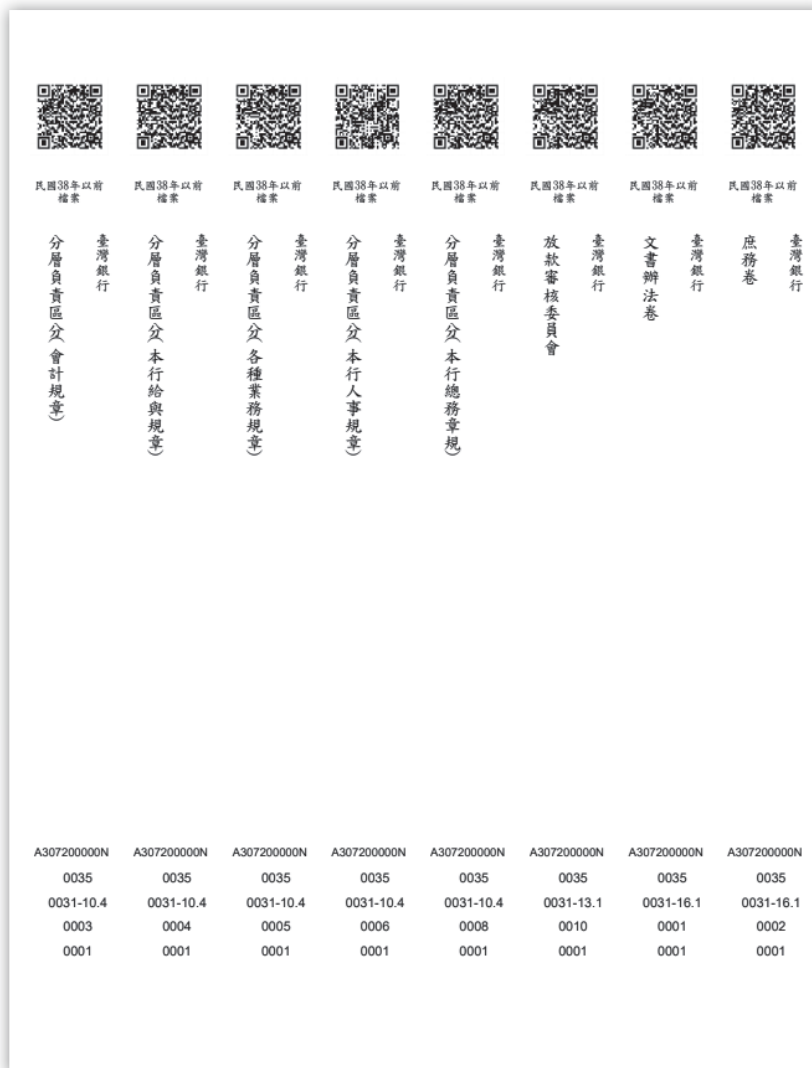 民國38年以前
檔案
臺灣銀行
分層負責區分(會計規章)
A307200000N
0035
0031-10.4
0003
0001
民國38年以前
檔案
臺灣銀行
分層負責區分(本行給與規章)
A307200000N
0035
0031-10.4
0004
0001
民國38年以前
檔案
臺灣銀行
分層負責區分(各種業務規章)
A307200000N
0035
0031-10.4
0005
0001
民國38年以前
檔案
臺灣銀行
分層負責區分(本行人事規章)
A307200000N
0035
0031-10.4
0006
0001
民國38年以前
檔案
臺灣銀行
分層負責區分(本行總務章規)
A307200000N
0035
0031-10.4
0008
0001
民國38年以前
檔案
臺灣銀行
放款審核委員會
A307200000N
0035
0031-13.1
0010
0001
民國38年以前
檔案
臺灣銀行
文書辦法卷
A307200000N
0035
0031-16.1
0001
0001
民國38年以前
檔案
臺灣銀行
庶務卷
A307200000N
0035
0031-16.1
0002
0001